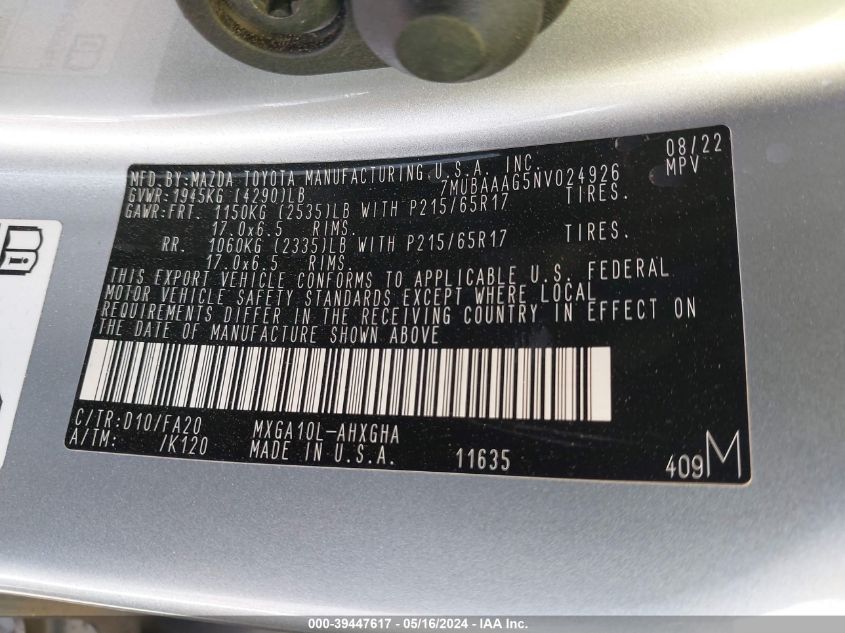 MFD.BY:MAZDA TOYOTA MANUFACTURING U.S.A. INC. 08/22
GVWR:1945KG (4290)LB 7MUBAAAG5NV024926 MPV
GAWR:FRT. 1150KG (2535)LB WITH P215/65R17 TIRES.
17.0x6.5 RIMS.
RR. 1060KG (2335)LB WITH P215/65R17 TIRES.
17.0x6.5 RIMS.
THIS EXPORT VEHICLE CONFORMS TO APPLICABLE U.S. FEDERAL
MOTOR VEHICLE SAFETY STANDARDS EXCEPT WHERE LOCAL
REQUIREMENTS DIFFER IN THE RECEIVING COUNTRY IN EFFECT ON
THE DATE OF MANUFACTURE SHOWN ABOVE
C/TR:D10/FA20 MXGA10L-AHXGHA
A/TM: /K120 MADE IN U.S.A. 11635 409M
000-39447617 - 05/16/2024 - IAA Inc.